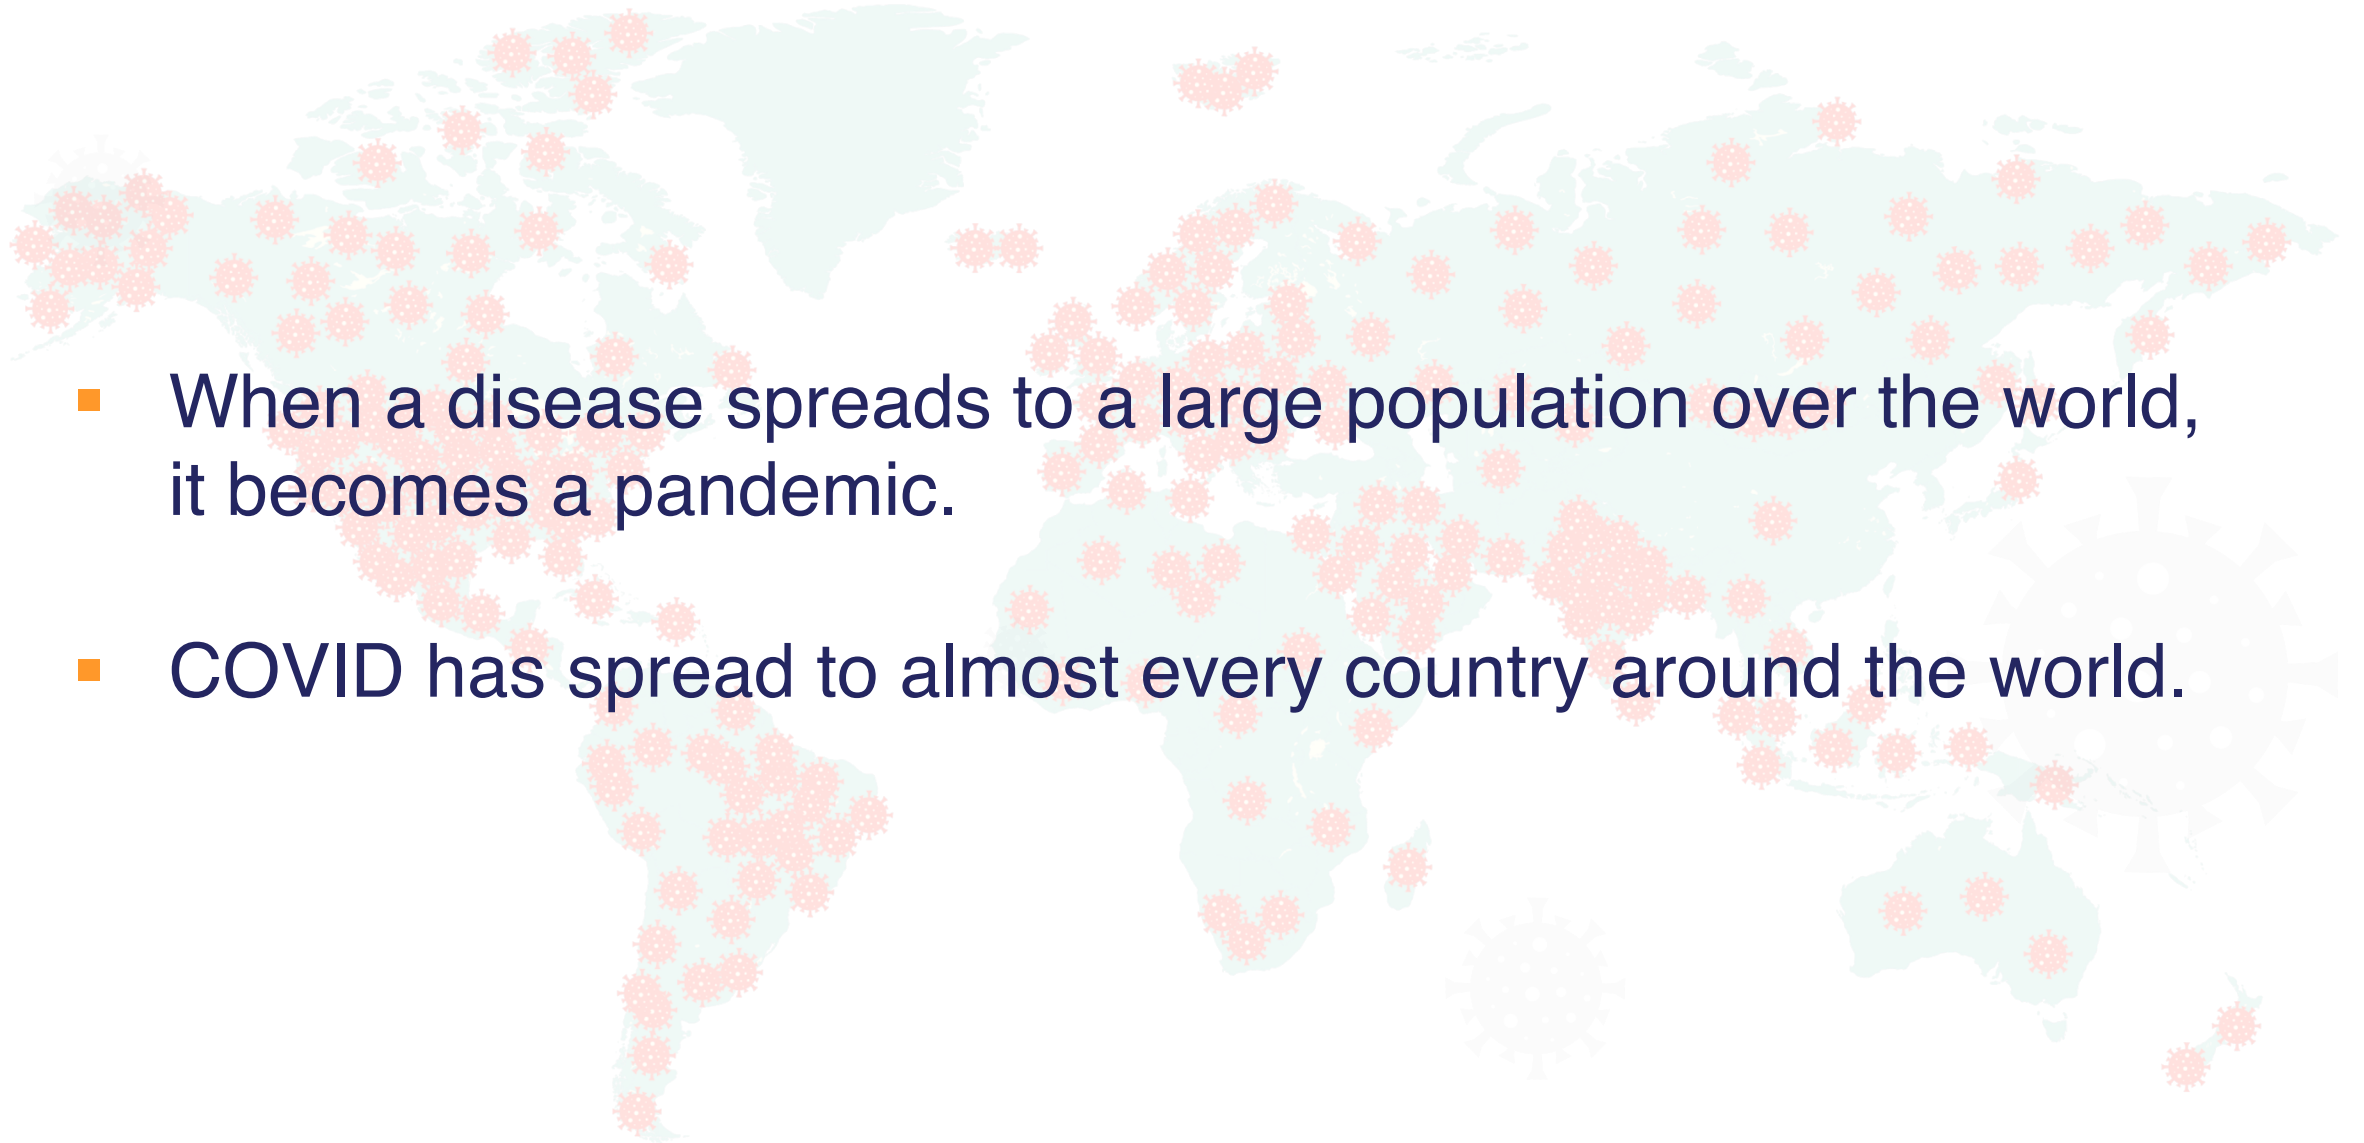 ▪ When a disease spreads to a large population over the world,
it becomes a pandemic.
▪ COVID has spread to almost every country around the world.